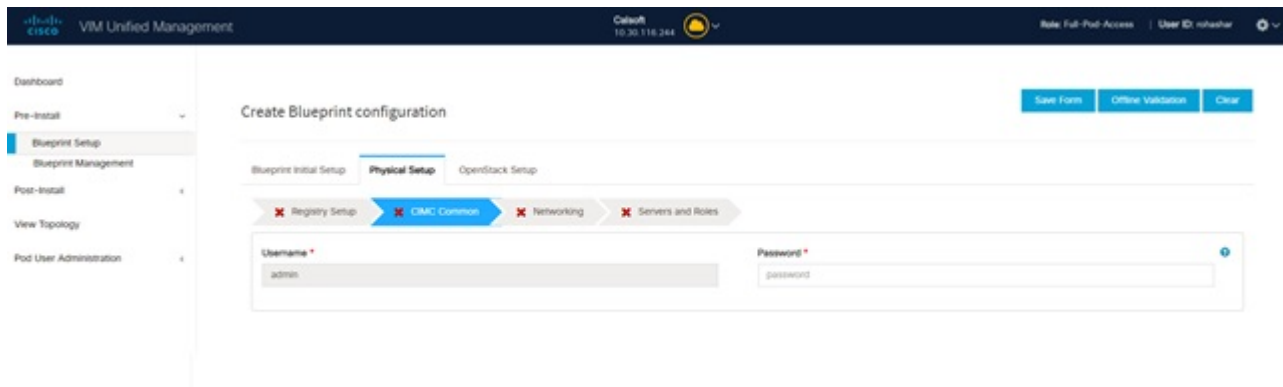 CISCO VIM Unified Management
Calsoft
10.30.116.244
Role: Full-Pod-Access | User ID: rohashar
Dashboard
Pre-Install
Blueprint Setup
Blueprint Management
Post-Install
View Topology
Pod User Administration
Create Blueprint configuration
Save Form Offline Validation Clear
Blueprint Initial Setup Physical Setup OpenStack Setup
Registry Setup CIMC Common Networking Servers and Roles
Username * Password *
admin password